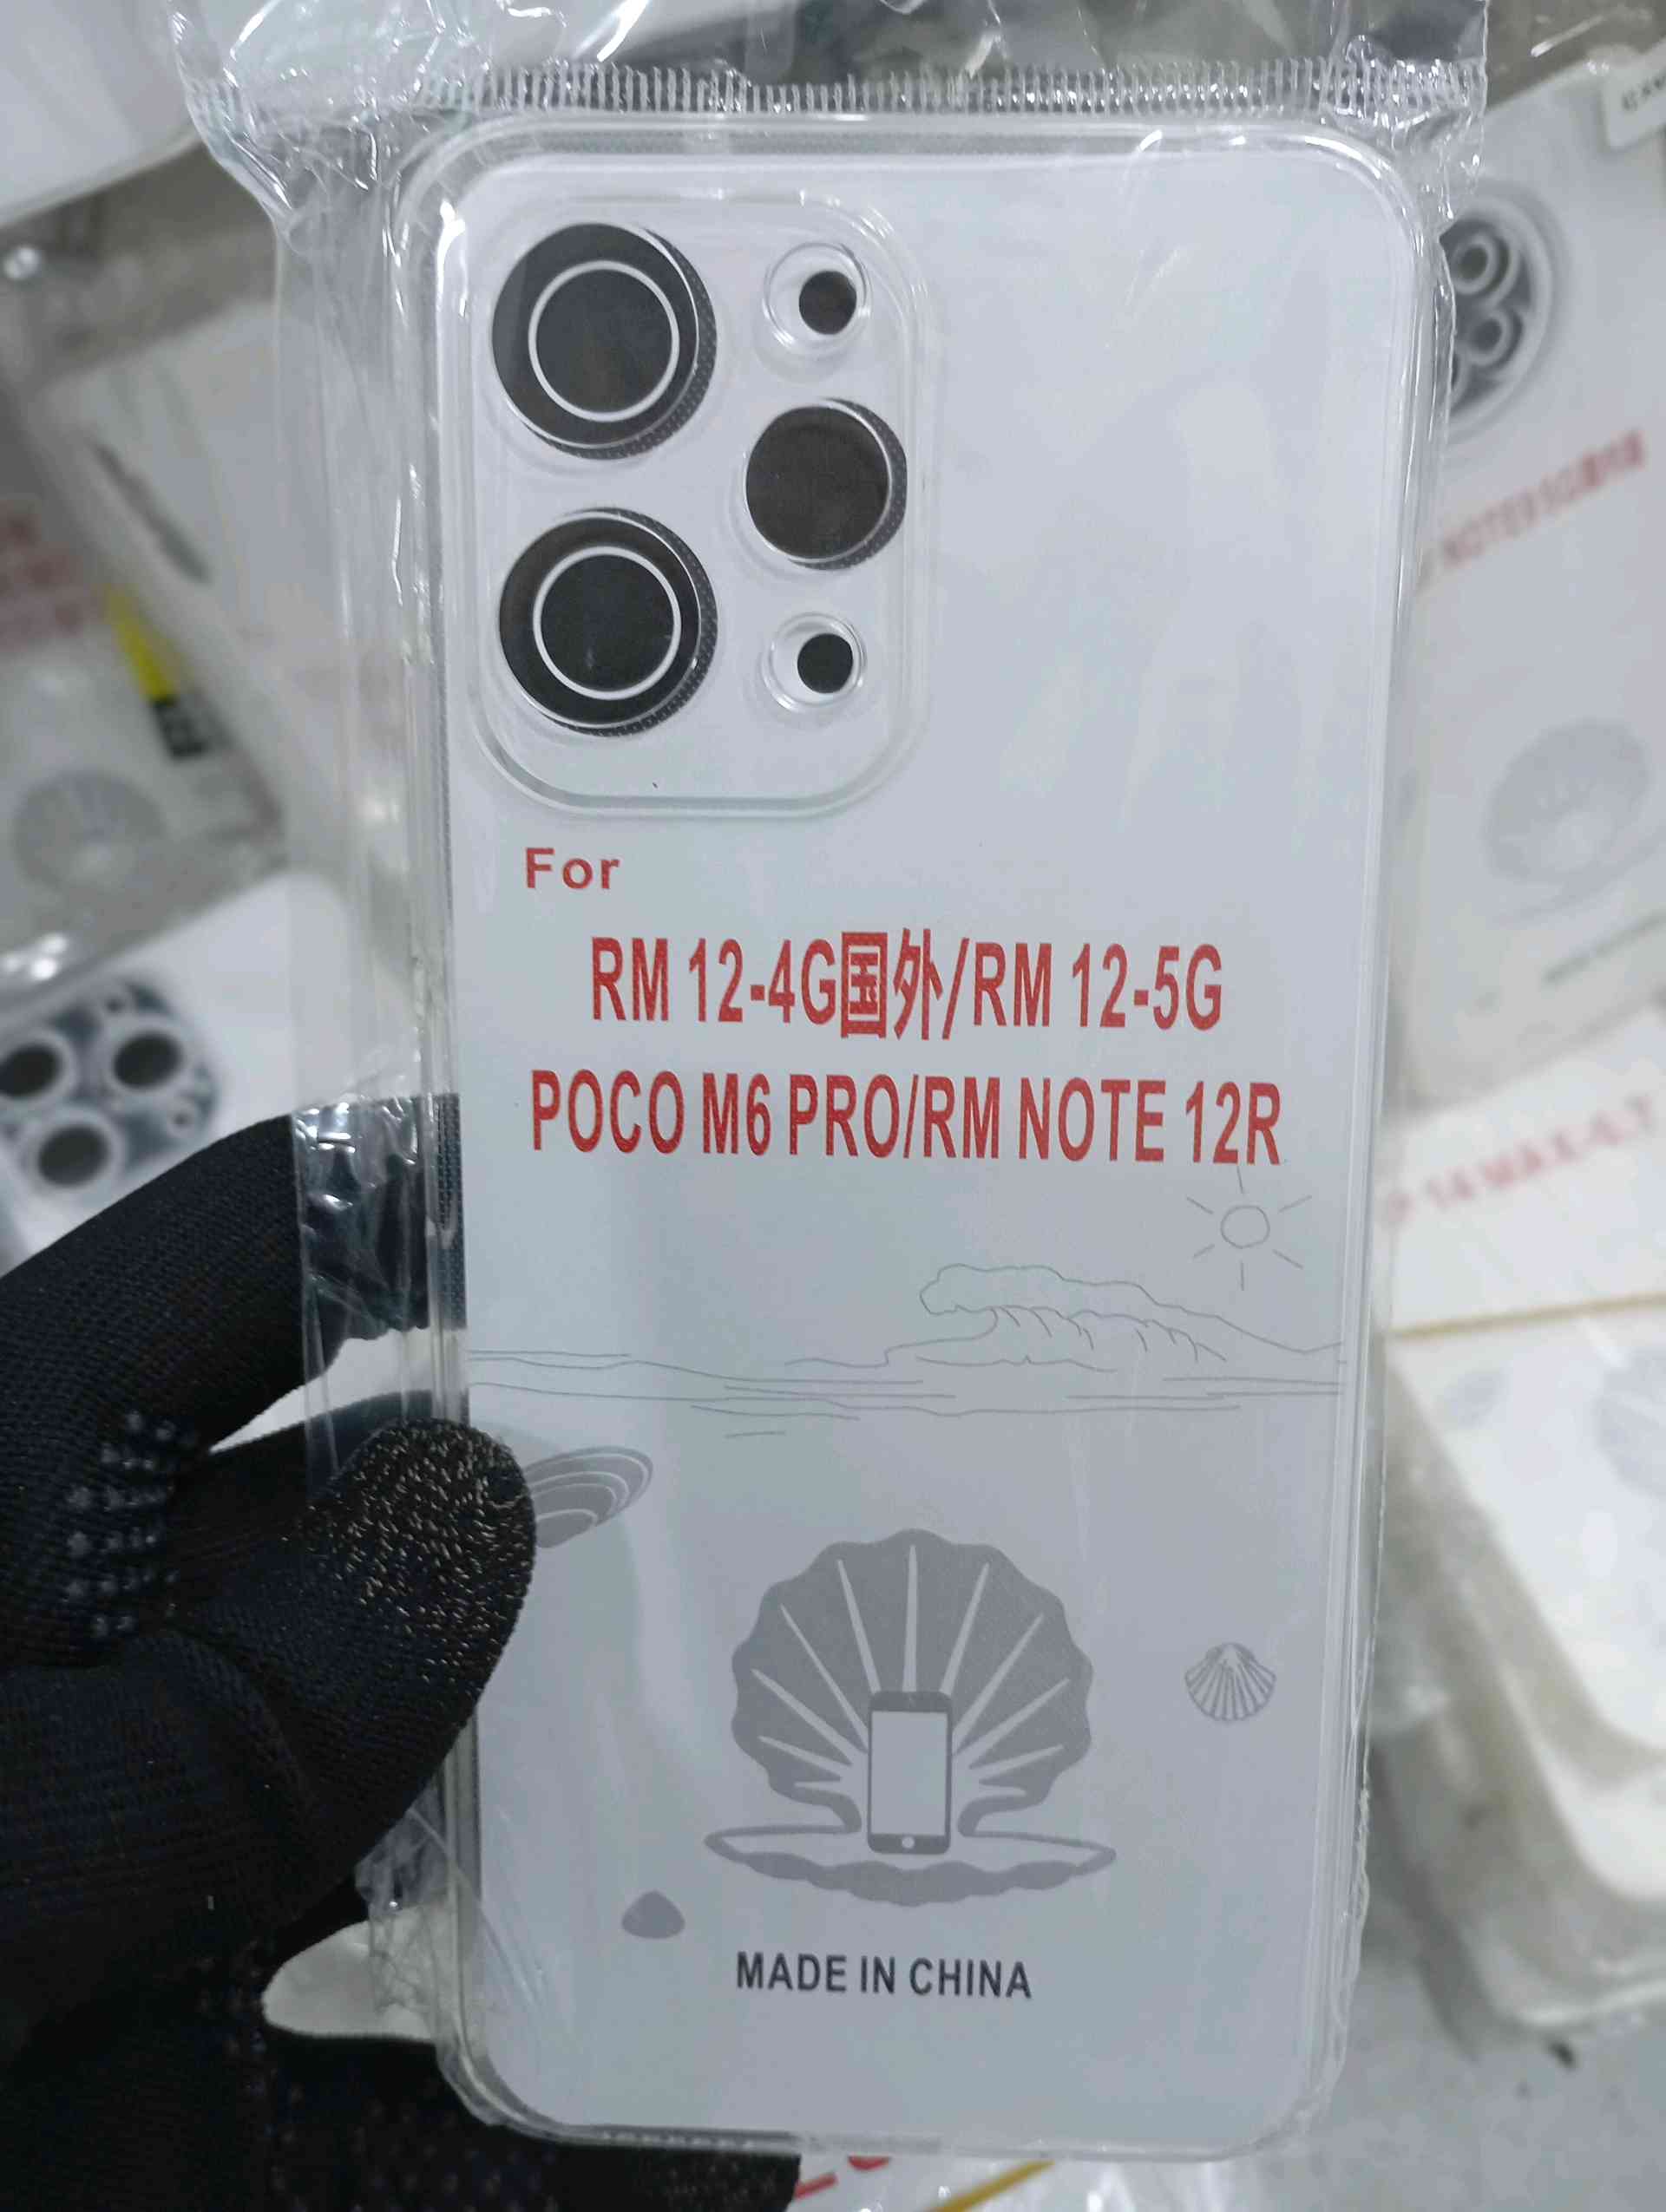 For
RM 12-4G国外/RM 12-5G
POCO M6 PRO/RM NOTE 12R
MADE IN CHINA